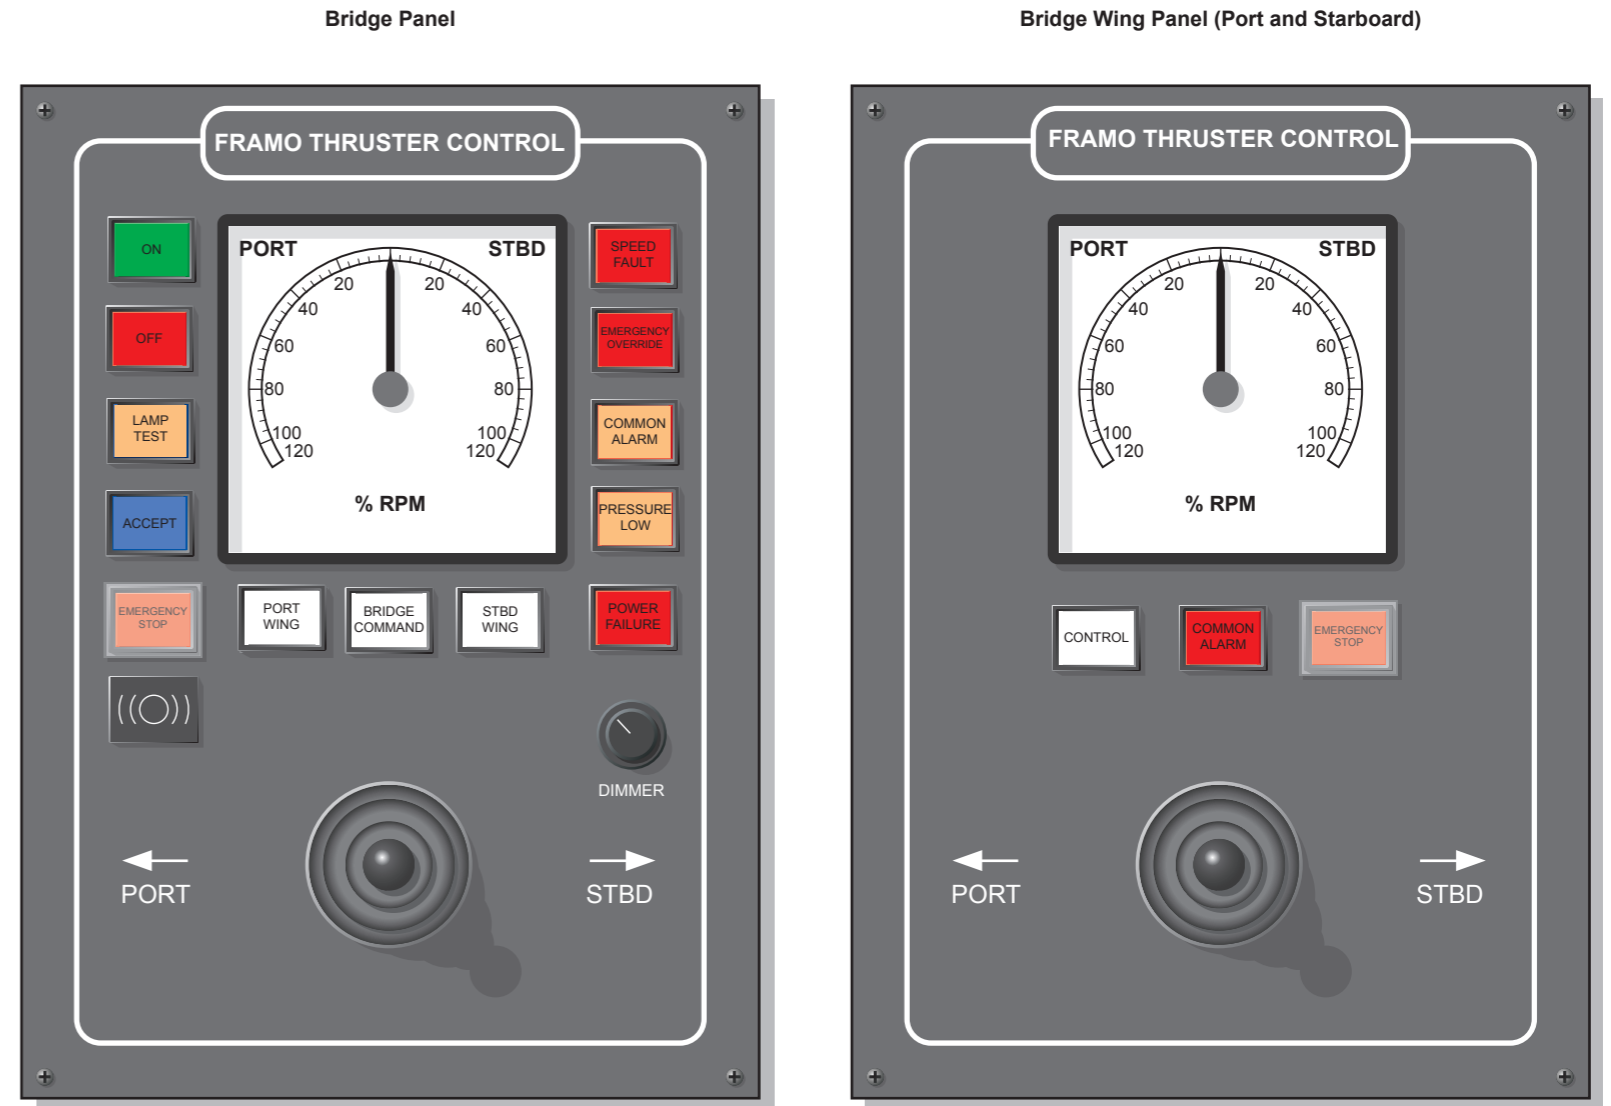 Bridge Panel
Bridge Wing Panel (Port and Starboard)
FRAMO THRUSTER CONTROL
ON
OFF
LAMP
TEST
ACCEPT
EMERGENCY
STOP
PORT
STBD
20
20
40
40
60
60
80
80
100
100
120
120
% RPM
SPEED
FAULT
EMERGENCY
OVERRIDE
COMMON
ALARM
PRESSURE
LOW
POWER
FAILURE
PORT
WING
BRIDGE
COMMAND
STBD
WING
DIMMER
PORT
STBD
FRAMO THRUSTER CONTROL
PORT
STBD
20
20
40
40
60
60
80
80
100
100
120
120
% RPM
CONTROL
COMMON
ALARM
EMERGENCY
STOP
PORT
STBD